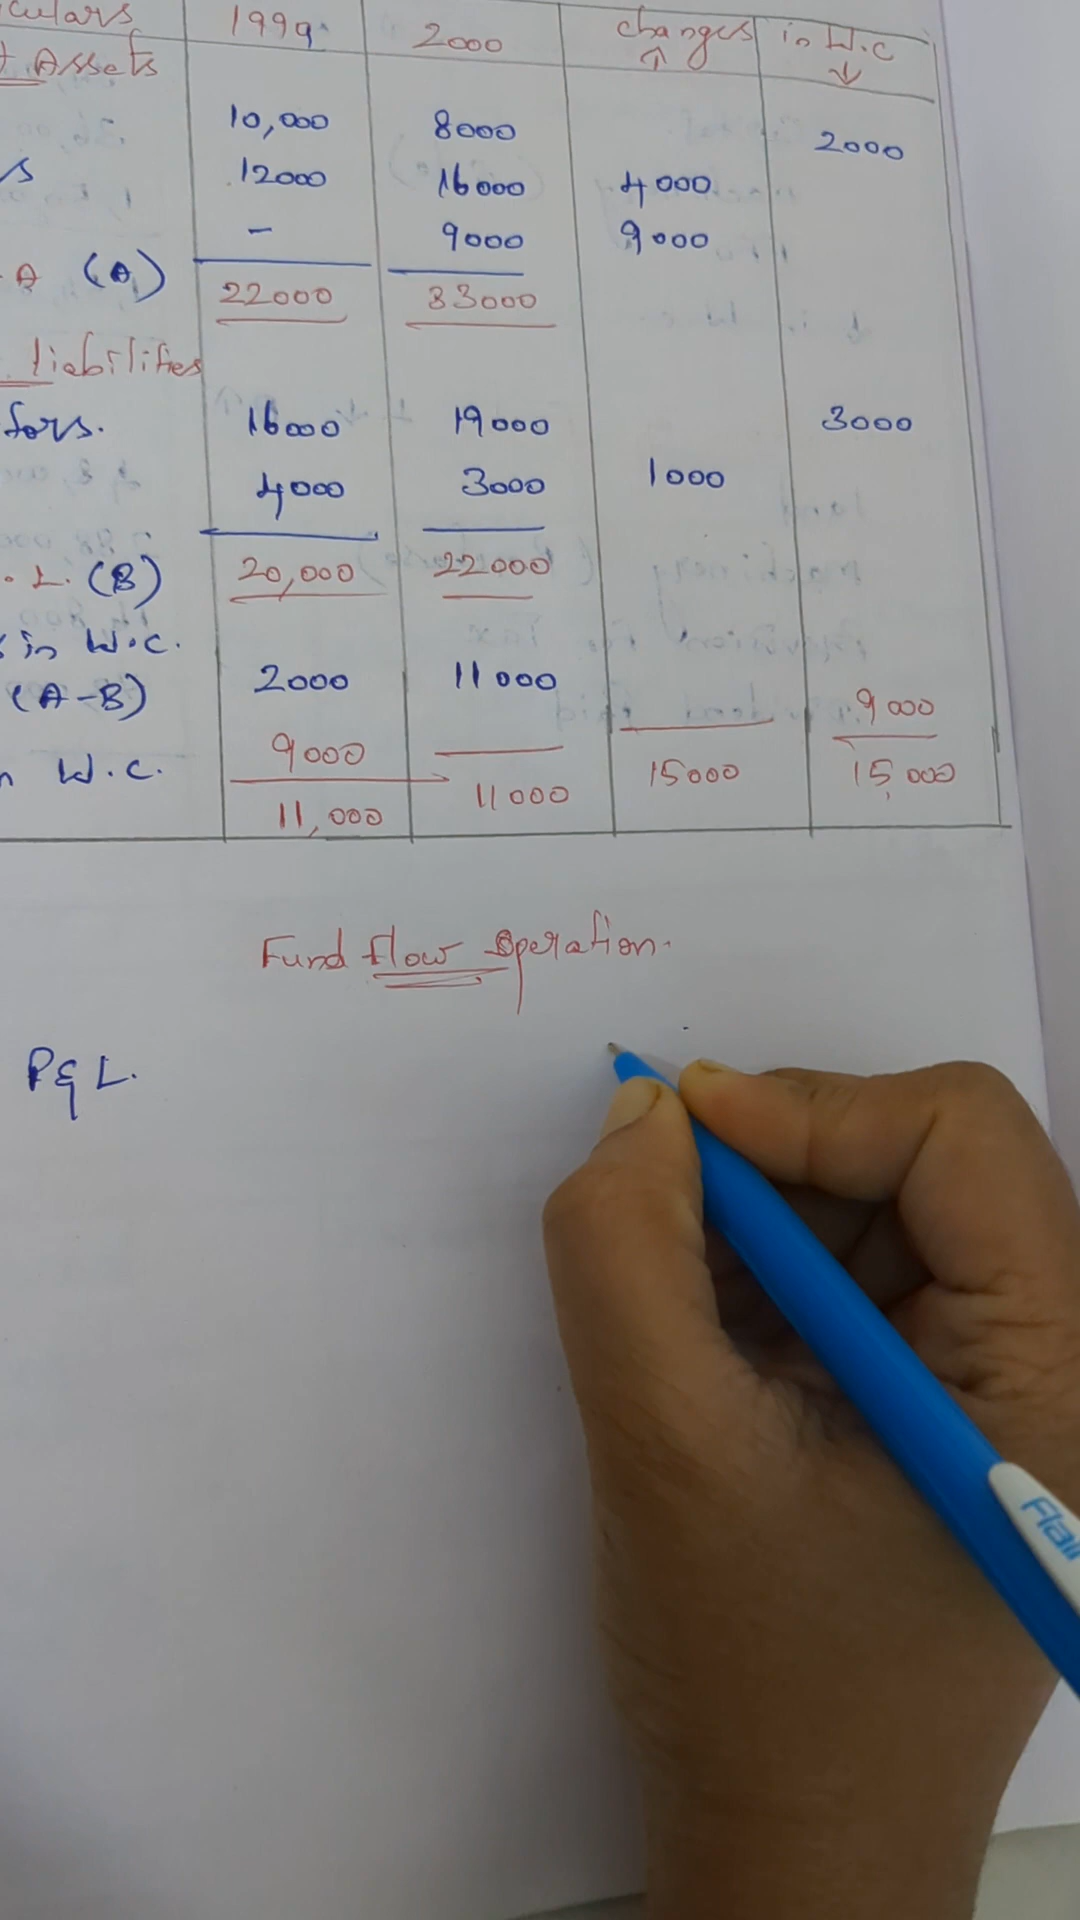 culars 1999 2000 changes in W.C
↑ ↓
Assets
10,000 8000 2000
s 12000 16000 4000
- 9000 9000
A (A) 22000 33000
liabilities
tors. 16000 19000 3000
4000 3000 1000
. L. (B) 20,000 22000
in W.C.
(A-B) 2000 11000
9000 9000
W.C. 11,000 11000 15000 15,000
Fund flow operation.
P&L.
Flair